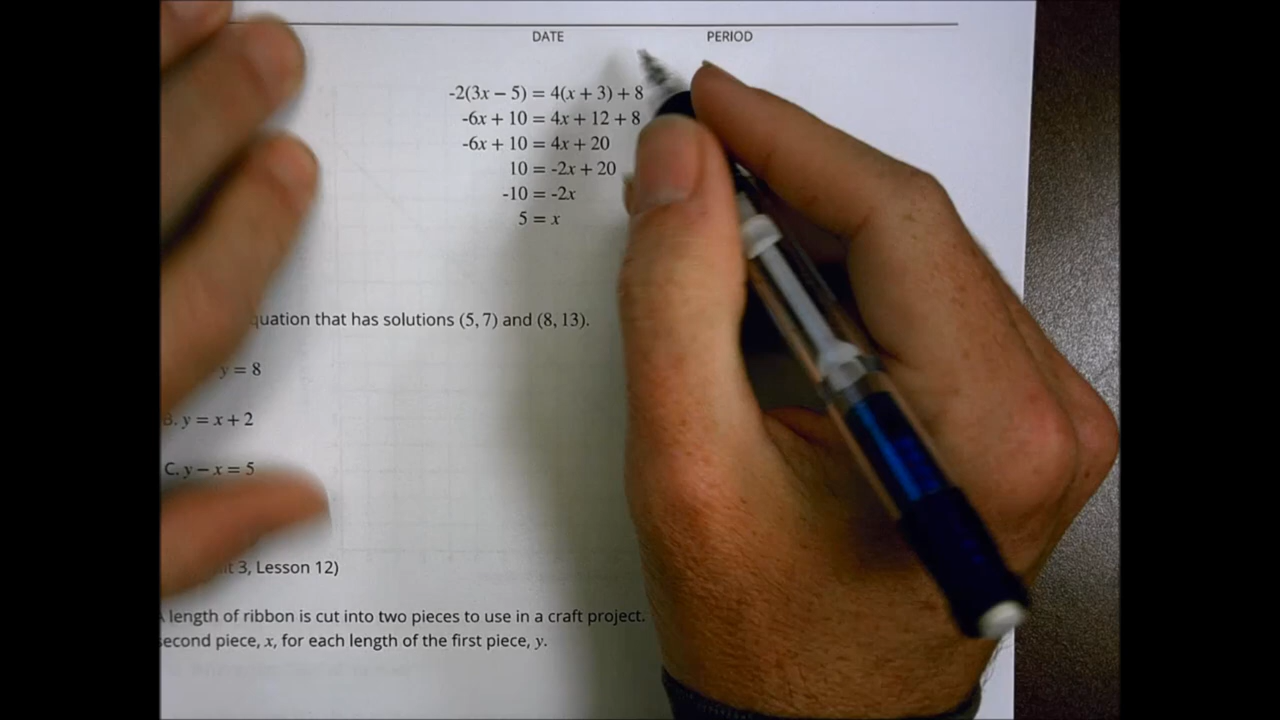 DATE PERIOD
-2(3x − 5) = 4(x + 3) + 8
-6x + 10 = 4x + 12 + 8
-6x + 10 = 4x + 20
10 = -2x + 20
-10 = -2x
5 = x
that has solutions (5, 7) and (8, 13).
y = 8
B. y = x + 2
C. y − x = 5
3, Lesson 12)
length of ribbon is cut into two pieces to use in a craft project.
piece, x, for each length of the first piece, y.